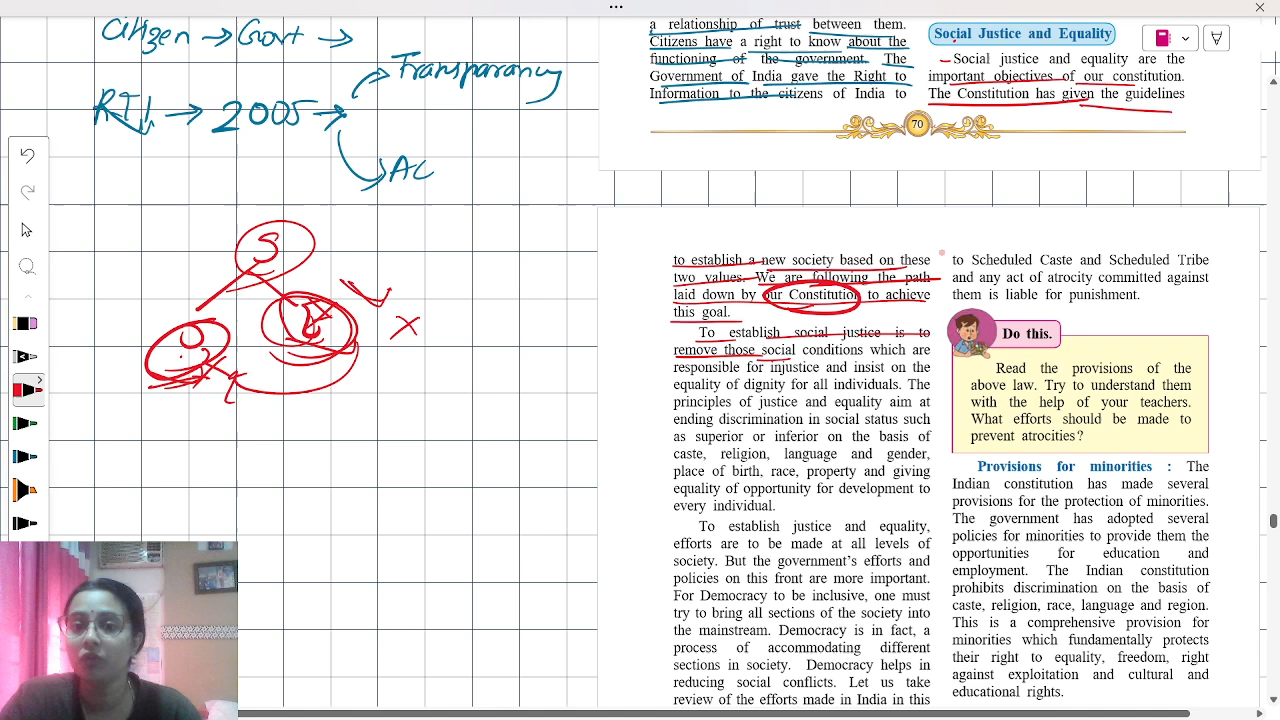 Citizen → Govt →
Transparancy
RTI → 2005 →
AC
S
J
E
a relationship of trust between them.
Citizens have a right to know about the
functioning of the government. The
Government of India gave the Right to
Information to the citizens of India to
Social Justice and Equality
Social justice and equality are the
important objectives of our constitution.
The Constitution has given the guidelines
70
to establish a new society based on these
two values. We are following the path
laid down by our Constitution to achieve
this goal.
To establish social justice is to
remove those social conditions which are
responsible for injustice and insist on the
equality of dignity for all individuals. The
principles of justice and equality aim at
ending discrimination in social status such
as superior or inferior on the basis of
caste, religion, language and gender,
place of birth, race, property and giving
equality of opportunity for development to
every individual.
To establish justice and equality,
efforts are to be made at all levels of
society. But the government's efforts and
policies on this front are more important.
For Democracy to be inclusive, one must
try to bring all sections of the society into
the mainstream. Democracy is in fact, a
process of accommodating different
sections in society. Democracy helps in
reducing social conflicts. Let us take
review of the efforts made in India in this
to Scheduled Caste and Scheduled Tribe
and any act of atrocity committed against
them is liable for punishment.
Do this.
Read the provisions of the
above law. Try to understand them
with the help of your teachers.
What efforts should be made to
prevent atrocities ?
Provisions for minorities : The
Indian constitution has made several
provisions for the protection of minorities.
The government has adopted several
policies for minorities to provide them the
opportunities for education and
employment. The Indian constitution
prohibits discrimination on the basis of
caste, religion, race, language and region.
This is a comprehensive provision for
minorities which fundamentally protects
their right to equality, freedom, right
against exploitation and cultural and
educational rights.